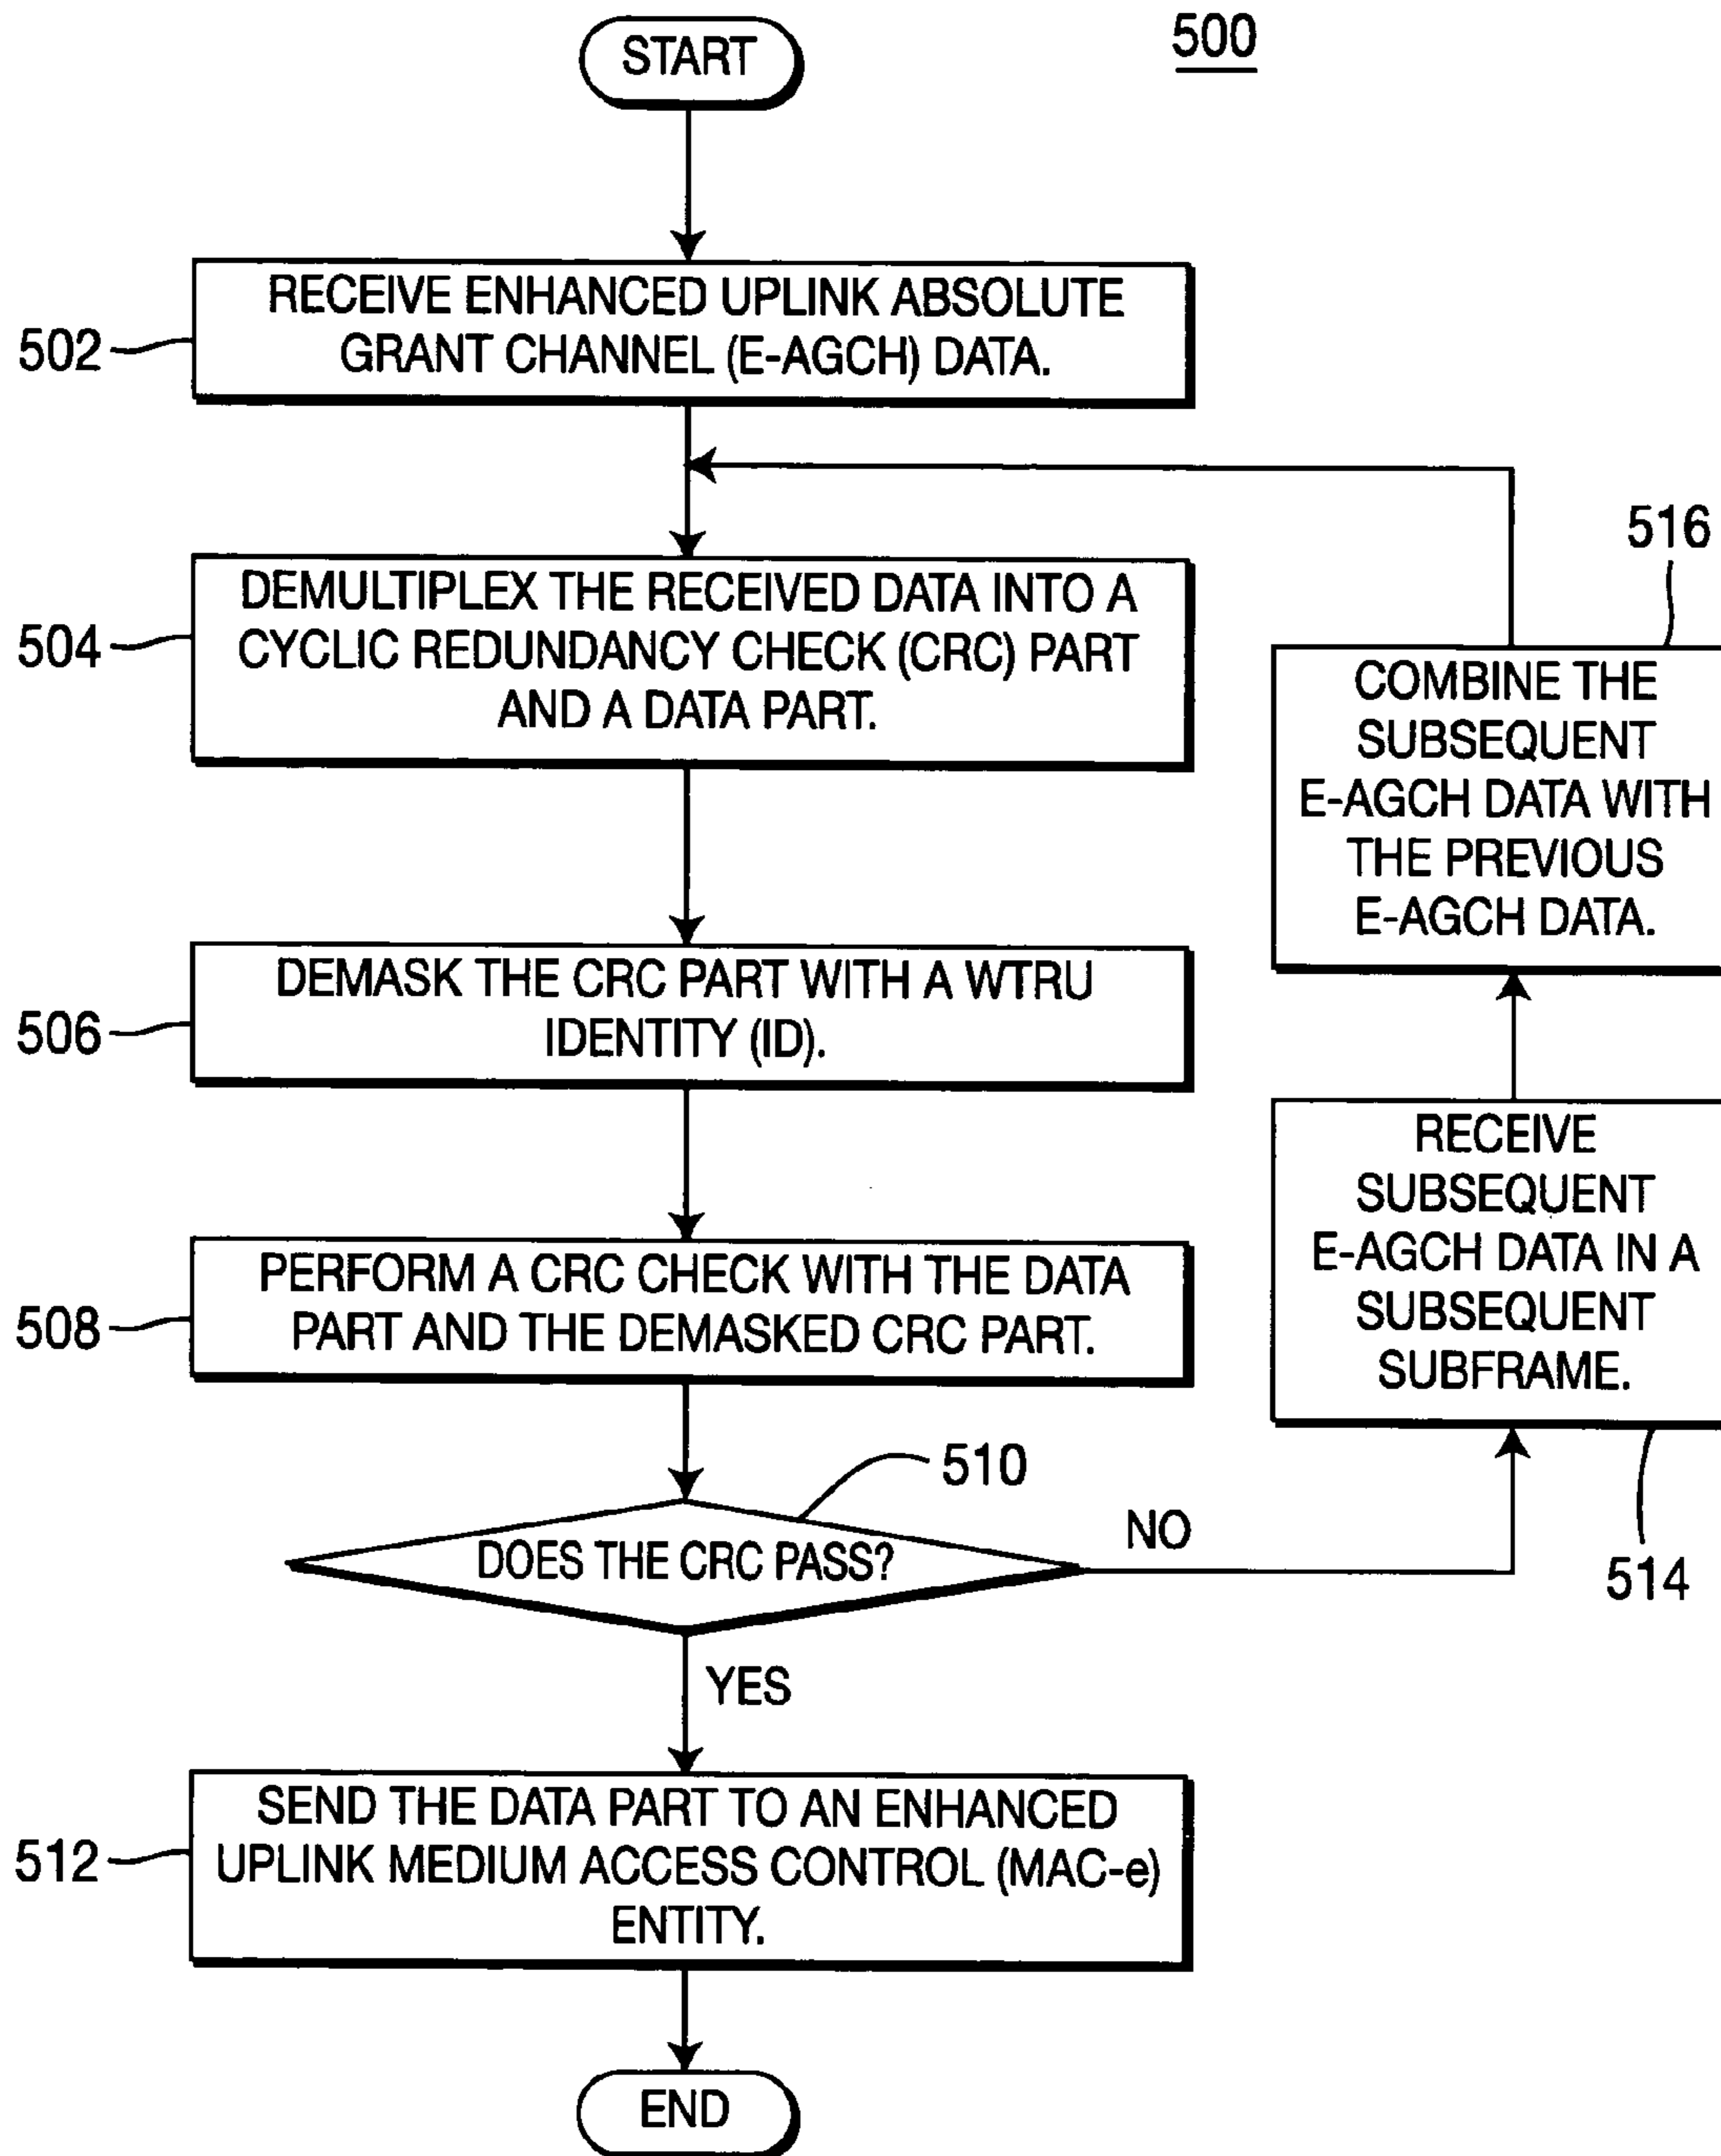 START
500
502
RECEIVE ENHANCED UPLINK ABSOLUTE
GRANT CHANNEL (E-AGCH) DATA.
504
DEMULTIPLEX THE RECEIVED DATA INTO A
CYCLIC REDUNDANCY CHECK (CRC) PART
AND A DATA PART.
506
DEMASK THE CRC PART WITH A WTRU
IDENTITY (ID).
508
PERFORM A CRC CHECK WITH THE DATA
PART AND THE DEMASKED CRC PART.
510
DOES THE CRC PASS?
NO
YES
512
SEND THE DATA PART TO AN ENHANCED
UPLINK MEDIUM ACCESS CONTROL (MAC-e)
ENTITY.
END
516
COMBINE THE
SUBSEQUENT
E-AGCH DATA WITH
THE PREVIOUS
E-AGCH DATA.
RECEIVE
SUBSEQUENT
E-AGCH DATA IN A
SUBSEQUENT
SUBFRAME.
514